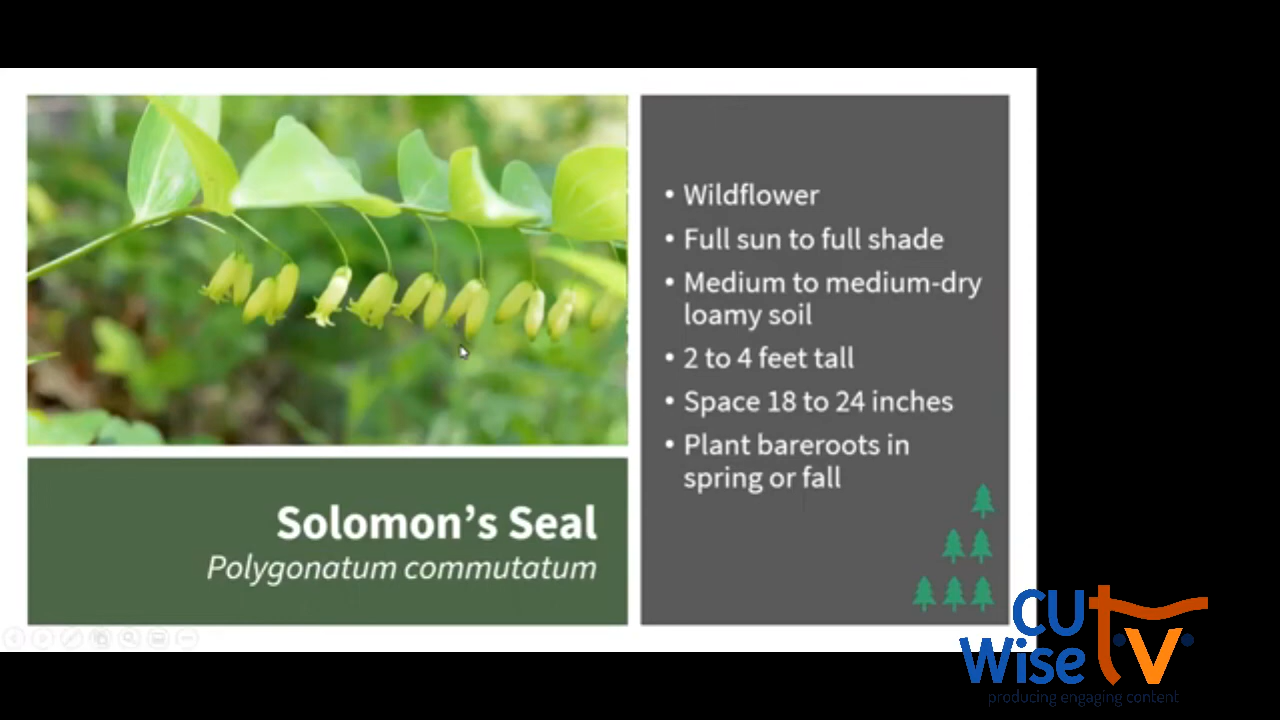 Solomon's Seal
Polygonatum commutatum
• Wildflower
• Full sun to full shade
• Medium to medium-dry
loamy soil
• 2 to 4 feet tall
• Space 18 to 24 inches
• Plant bareroots in
spring or fall
CU
Wise tv
producing engaging content